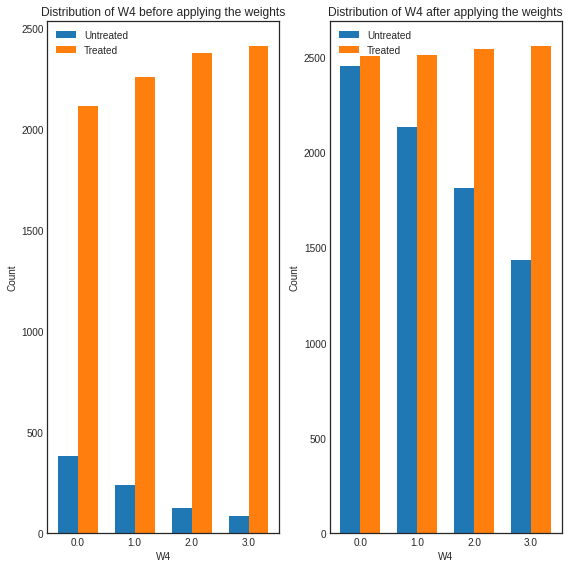 Distribution of W4 before applying the weights
Untreated
Treated
2500
2000
1500
1000
500
0
Count
0.0 1.0 2.0 3.0
W4
Distribution of W4 after applying the weights
Untreated
Treated
2500
2000
1500
1000
500
0
Count
0.0 1.0 2.0 3.0
W4